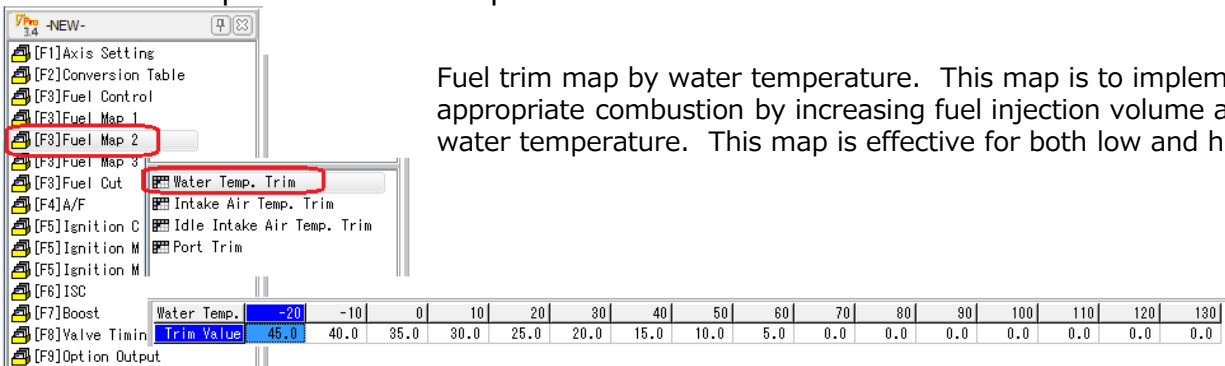 -NEW-
VPro 3.4
[F1]Axis Setting
[F2]Conversion Table
[F3]Fuel Control
[F3]Fuel Map 1
[F3]Fuel Map 2
[F3]Fuel Map 3
[F3]Fuel Cut
[F4]A/F
[F5]Ignition C
[F5]Ignition M
[F5]Ignition M
[F6]ISC
[F7]Boost
[F8]Valve Timin
[F9]Option Output
Water Temp. Trim
Intake Air Temp. Trim
Idle Intake Air Temp. Trim
Port Trim
Fuel trim map by water temperature. This map is to implem
appropriate combustion by increasing fuel injection volume a
water temperature. This map is effective for both low and h
Water Temp. -20 -10 0 10 20 30 40 50 60 70 80 90 100 110 120 130
Trim Value 45.0 40.0 35.0 30.0 25.0 20.0 15.0 10.0 5.0 0.0 0.0 0.0 0.0 0.0 0.0 0.0